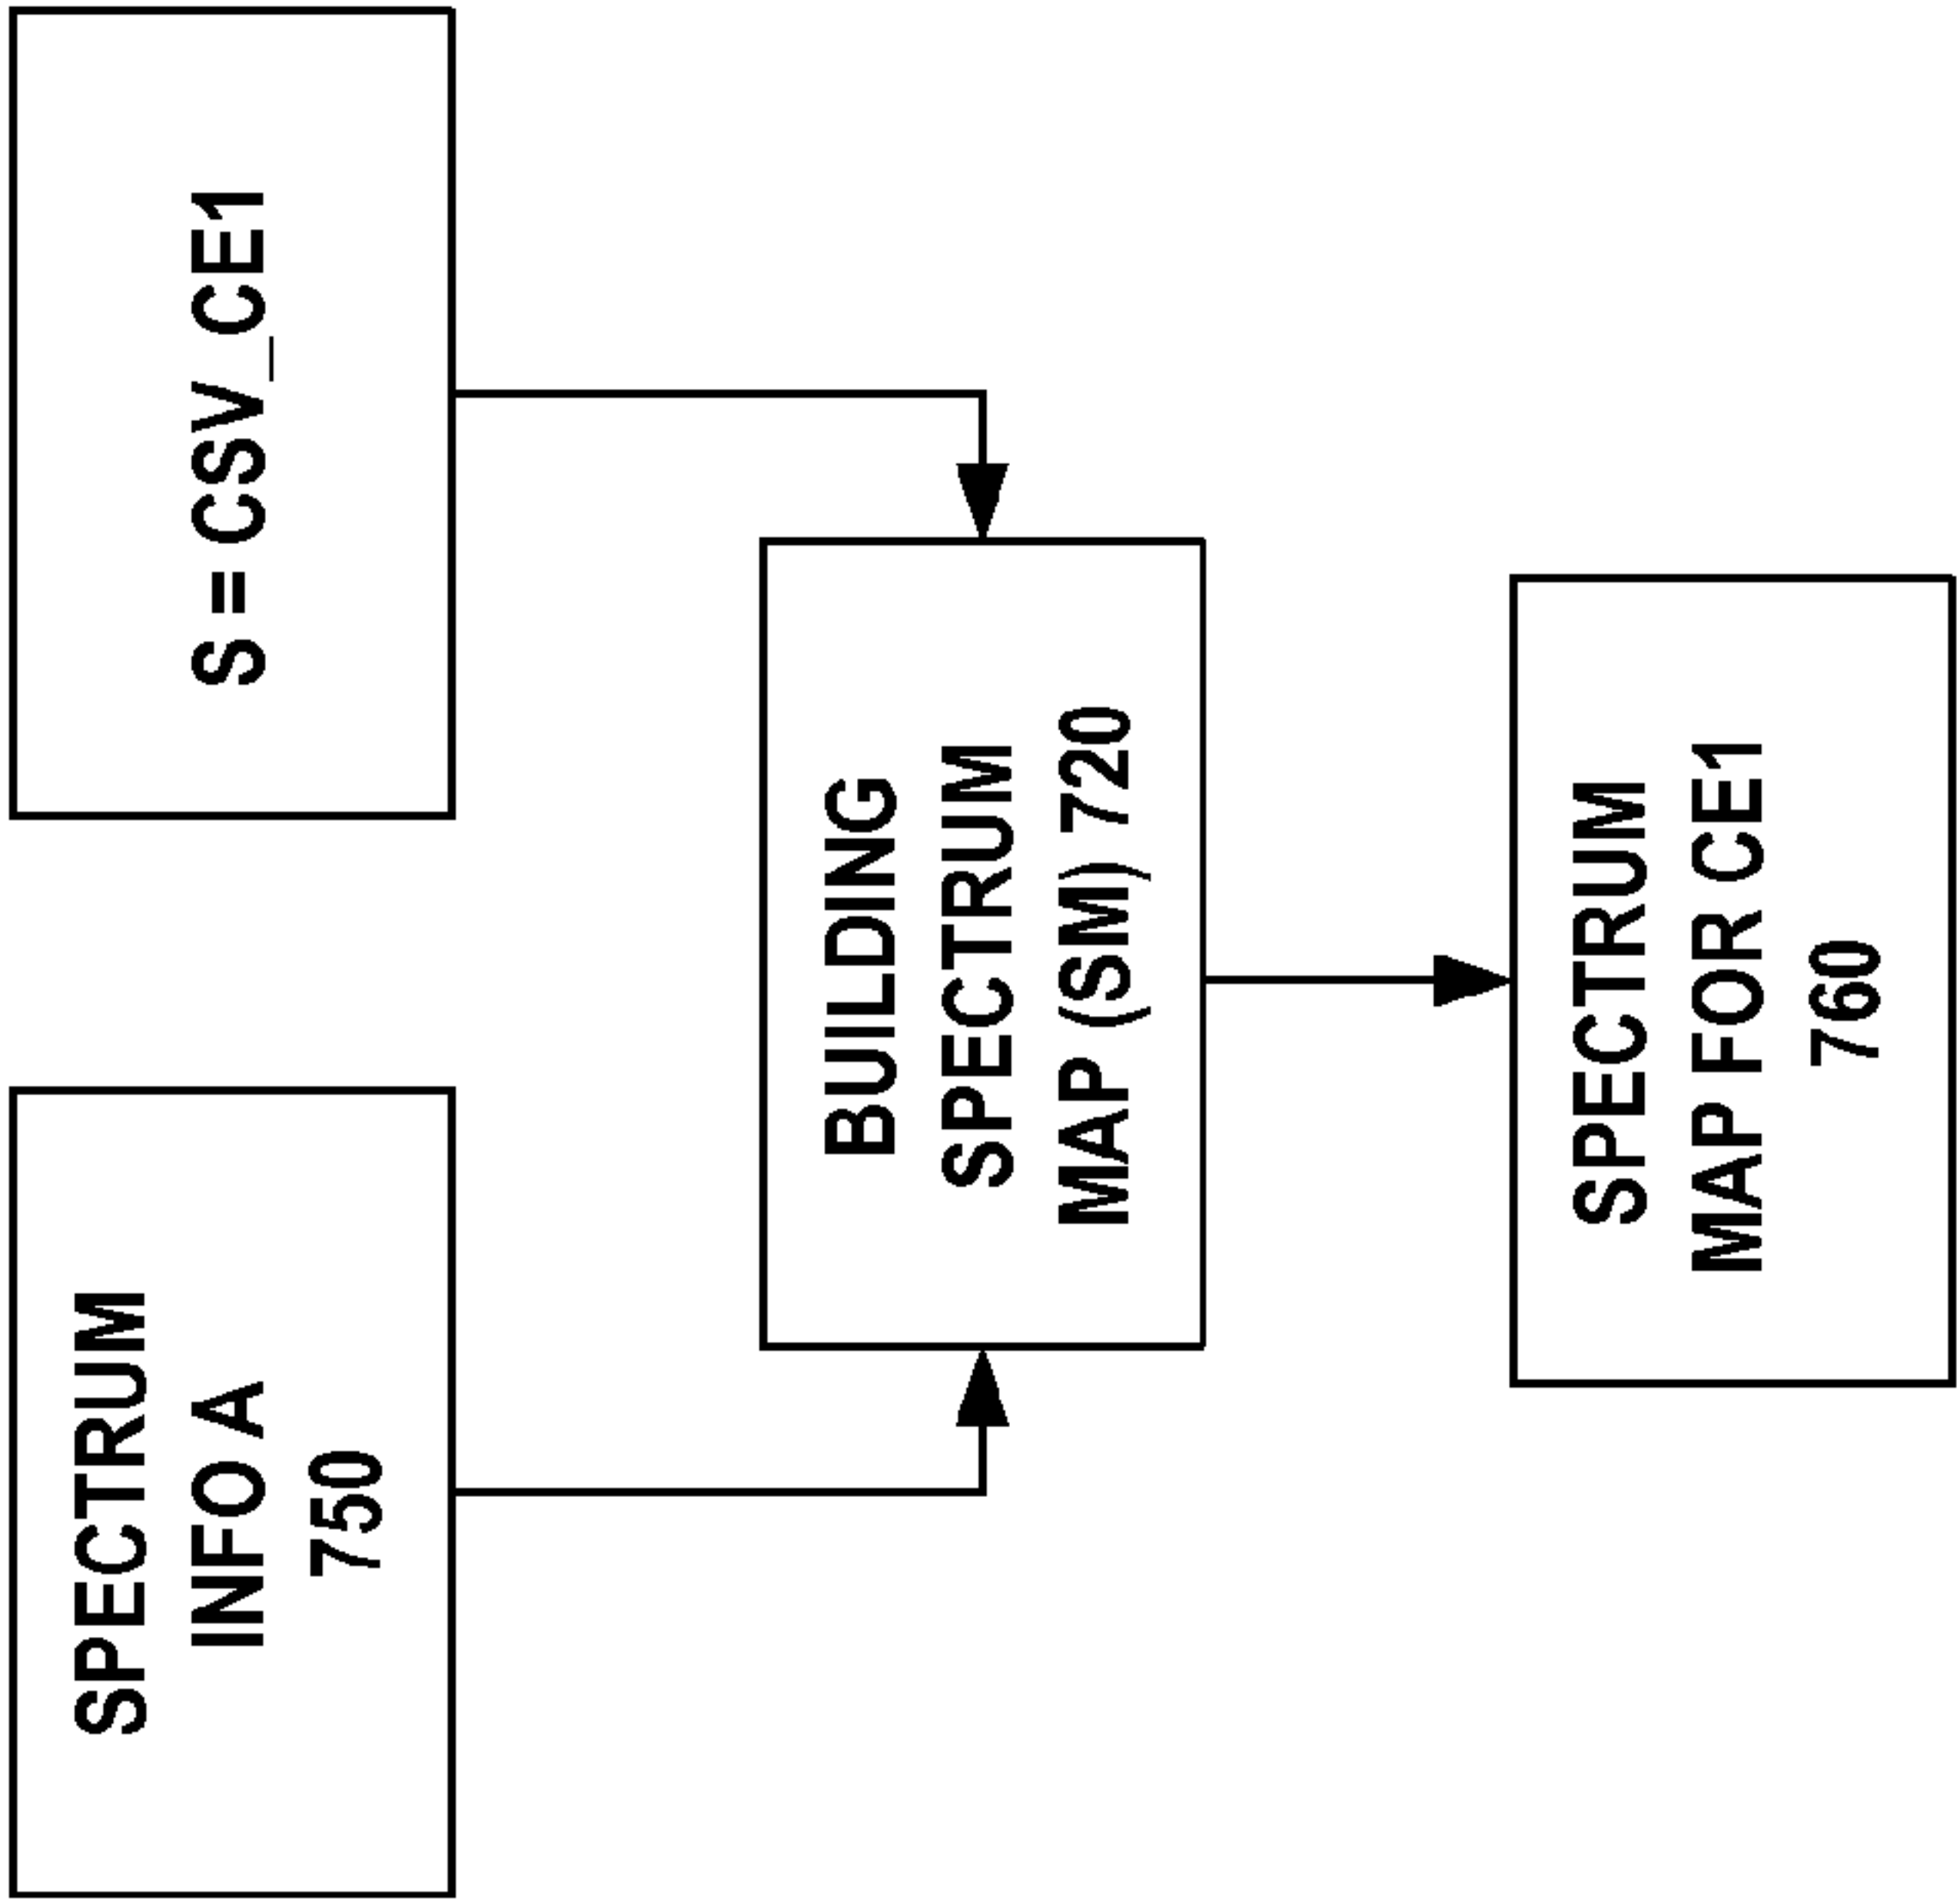 SPECTRUM
INFO A
750
S = CSV_CE1
BUILDING
SPECTRUM
MAP (SM) 720
SPECTRUM
MAP FOR CE1
760